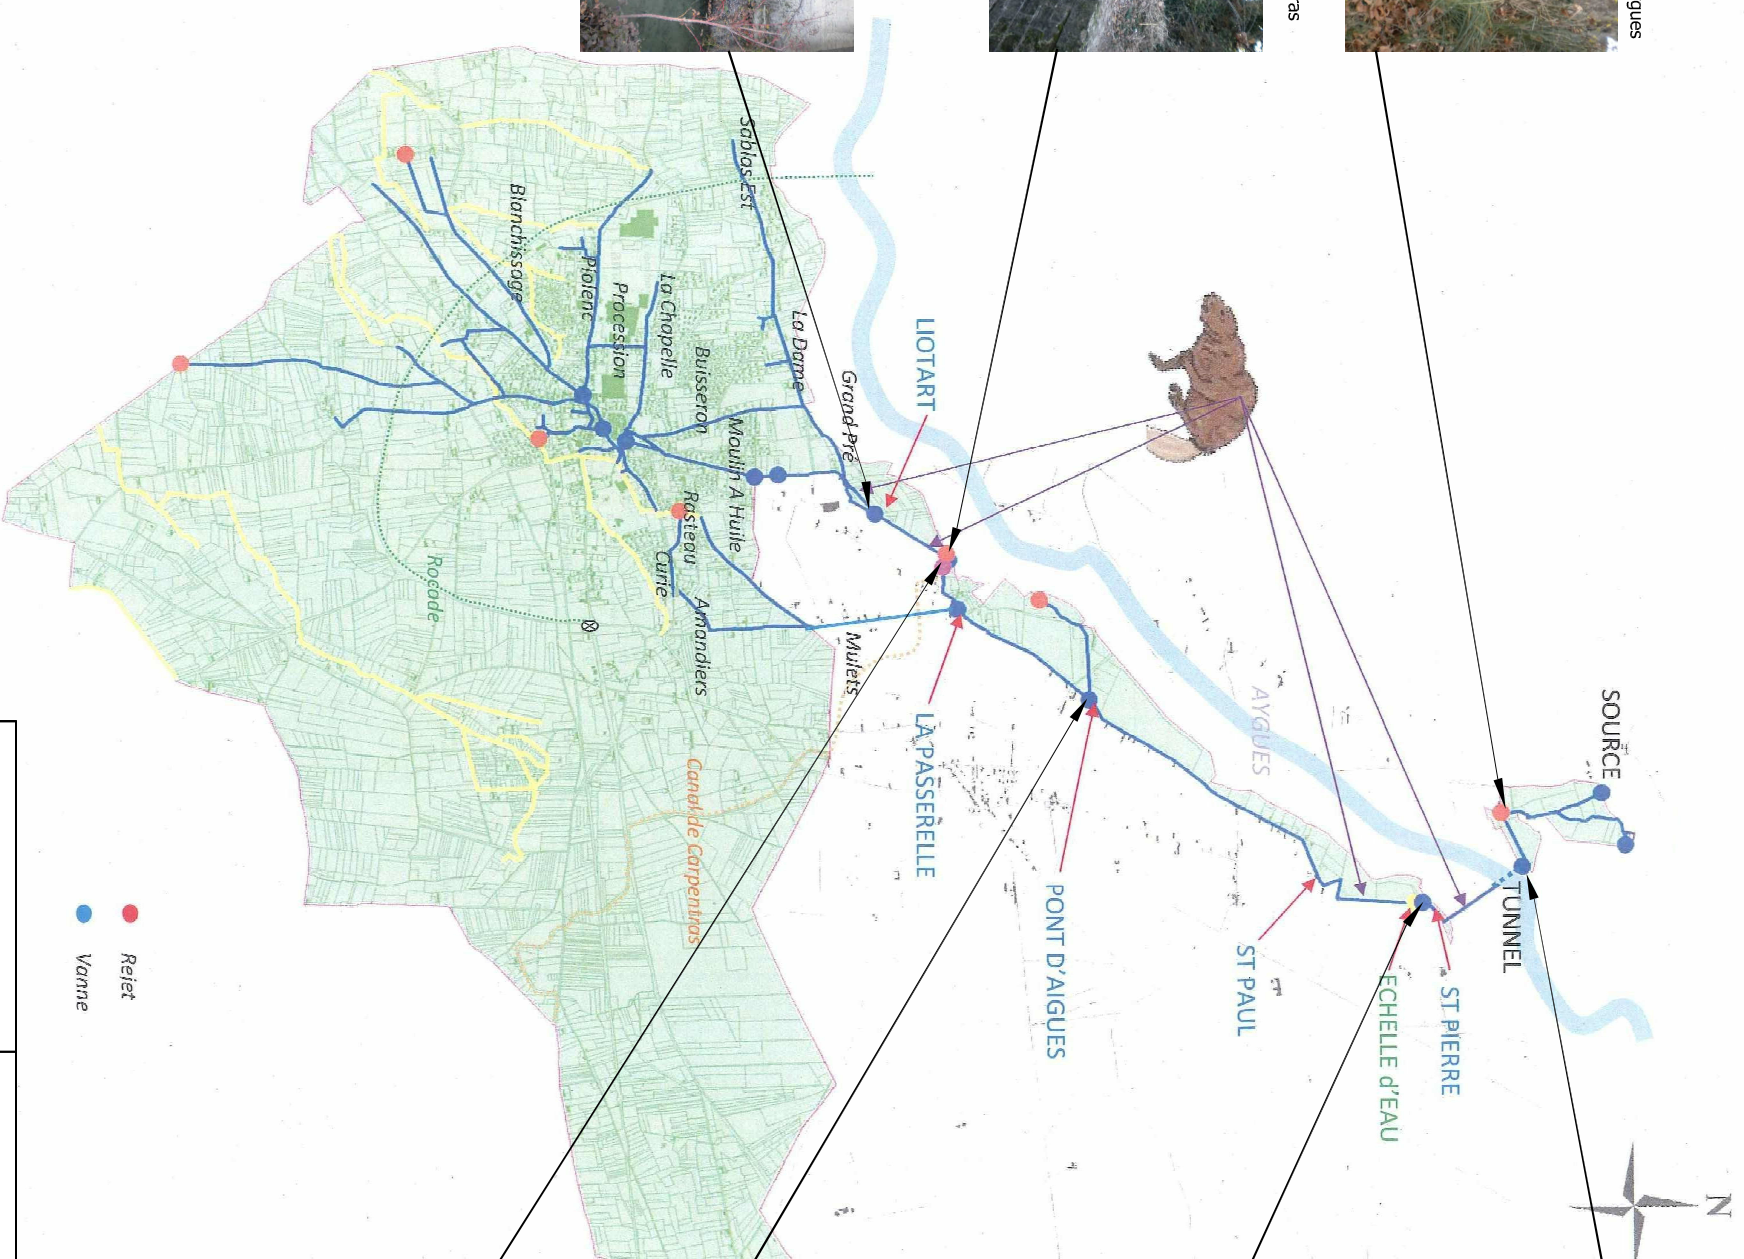 ras
gues
N
SOURCE
TUNNEL
ST PIERRE
ECHELLE d'EAU
AYGUES
ST PAUL
PONT D'AIGUES
LIOTART
LA PASSERELLE
Grand Pré
Mulets
La Dame
Sablas Est
Moulin A Huile
Buisseron
La Chapelle
Procession
Piolenc
Blanchissage
Rasteau
Curie
Amandiers
Canal de Carpentras
Rocade
Rejet
Vanne